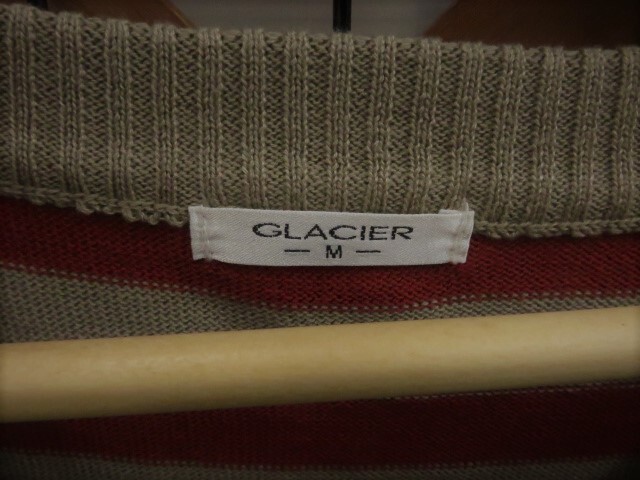 GLACIER
— M —